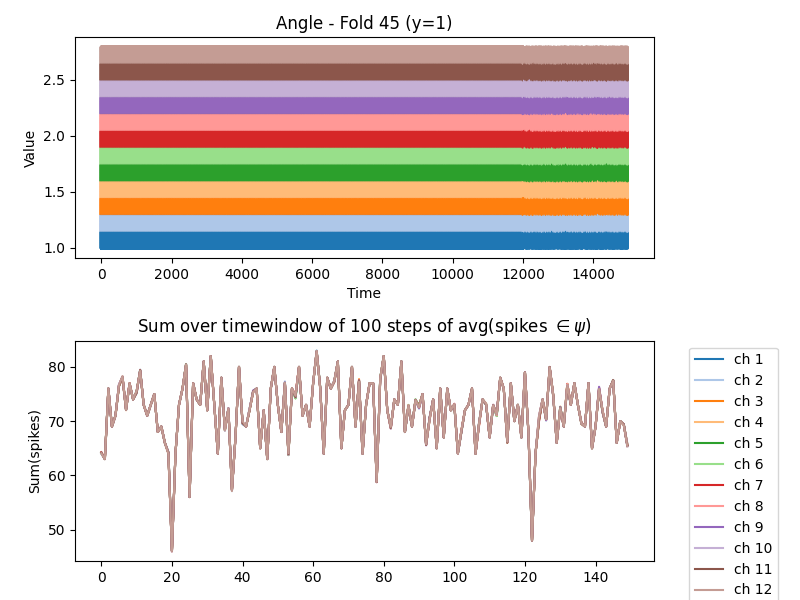 Angle - Fold 45 (y=1)
Value
2.5
2.0
1.5
1.0
0 2000 4000 6000 8000 10000 12000 14000
Time
Sum over timewindow of 100 steps of avg(spikes ∈ ψ)
Sum(spikes)
80
70
60
50
0 20 40 60 80 100 120 140
ch 1
ch 2
ch 3
ch 4
ch 5
ch 6
ch 7
ch 8
ch 9
ch 10
ch 11
ch 12